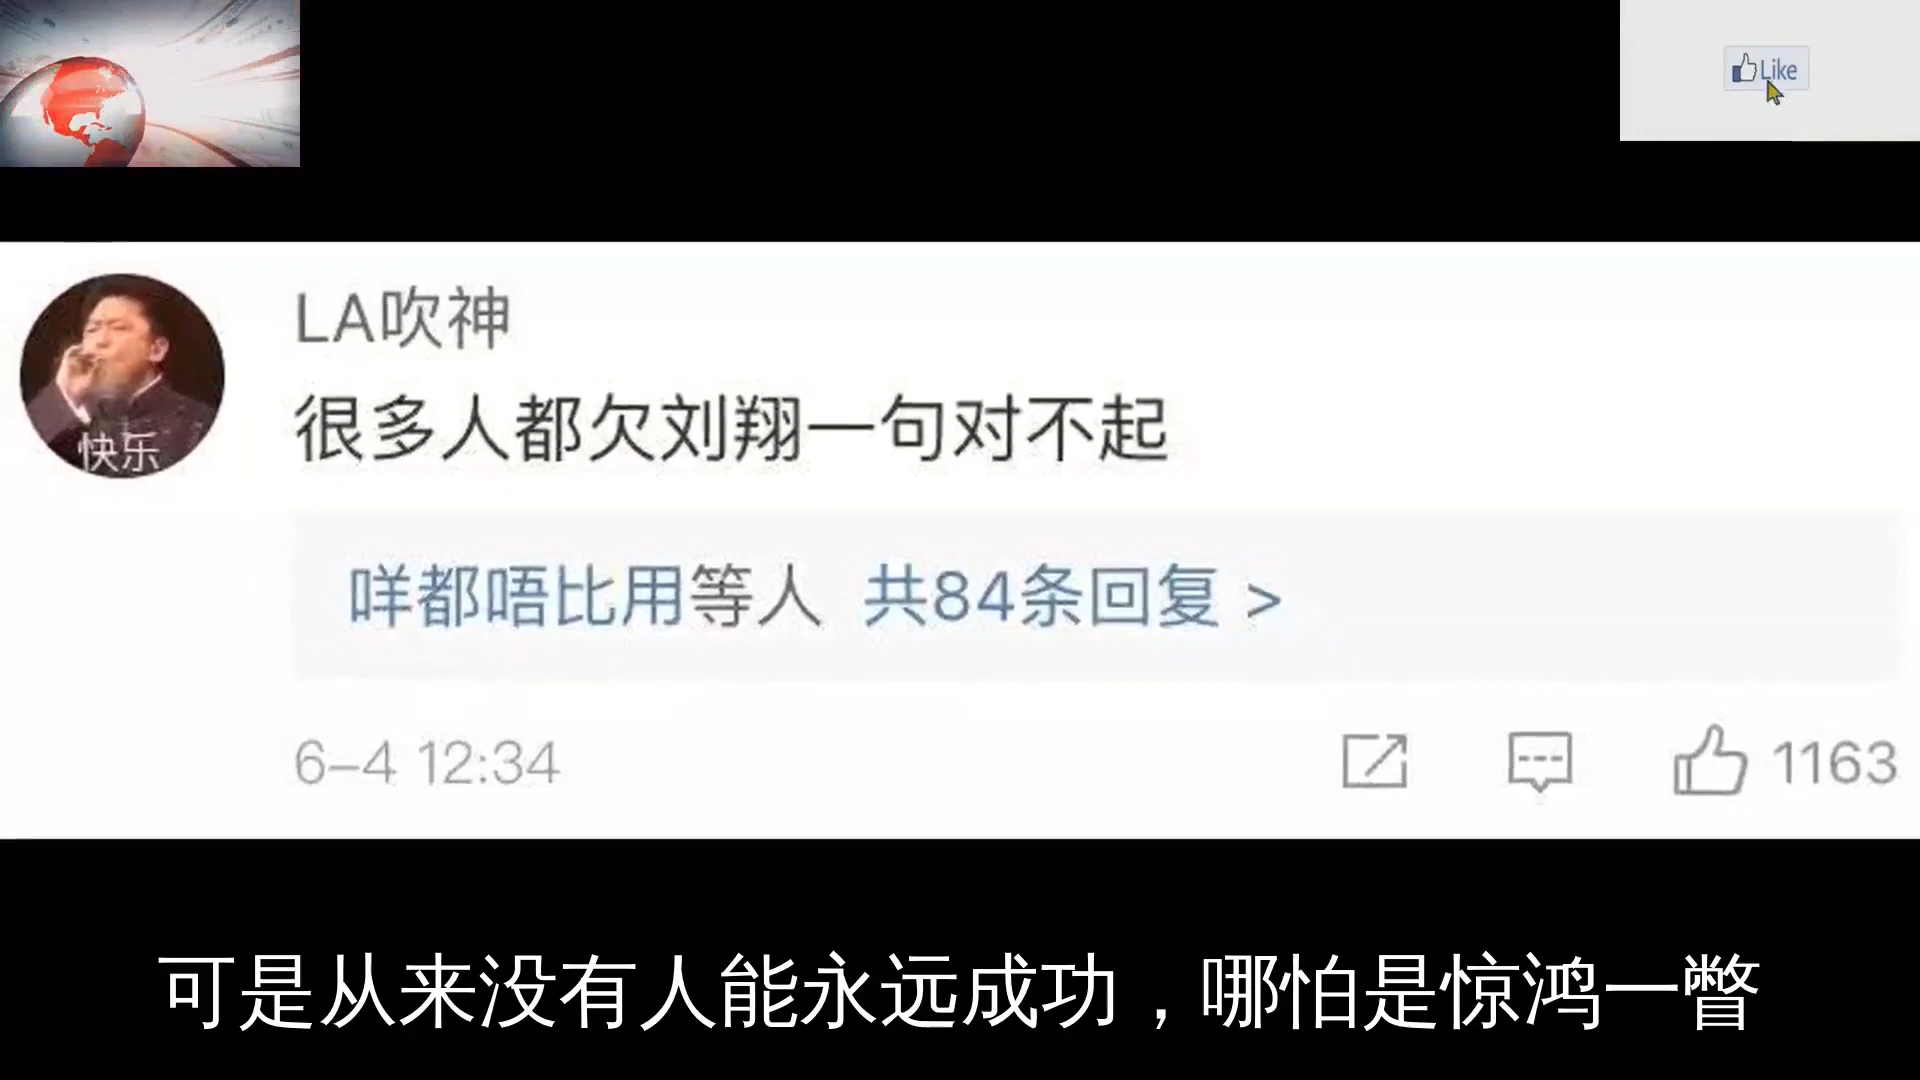 Like
LA吹神
快乐
很多人都欠刘翔一句对不起
咩都唔比用等人 共84条回复 >
6-4 12:34
1163
可是从来没有人能永远成功，哪怕是惊鸿一瞥